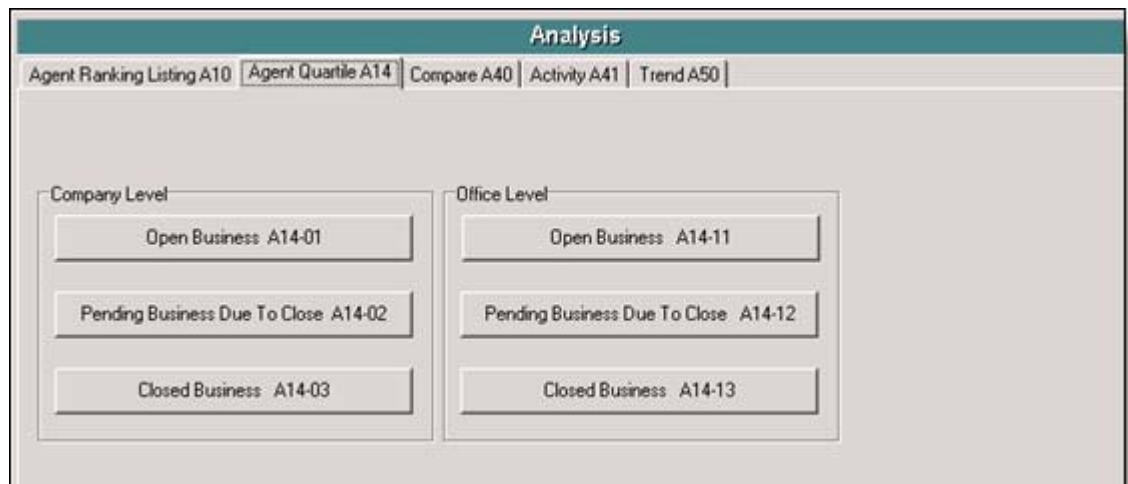 Analysis
Agent Ranking Listing A10 Agent Quartile A14 Compare A40 Activity A41 Trend A50
Company Level
Open Business A14-01
Pending Business Due To Close A14-02
Closed Business A14-03
Office Level
Open Business A14-11
Pending Business Due To Close A14-12
Closed Business A14-13